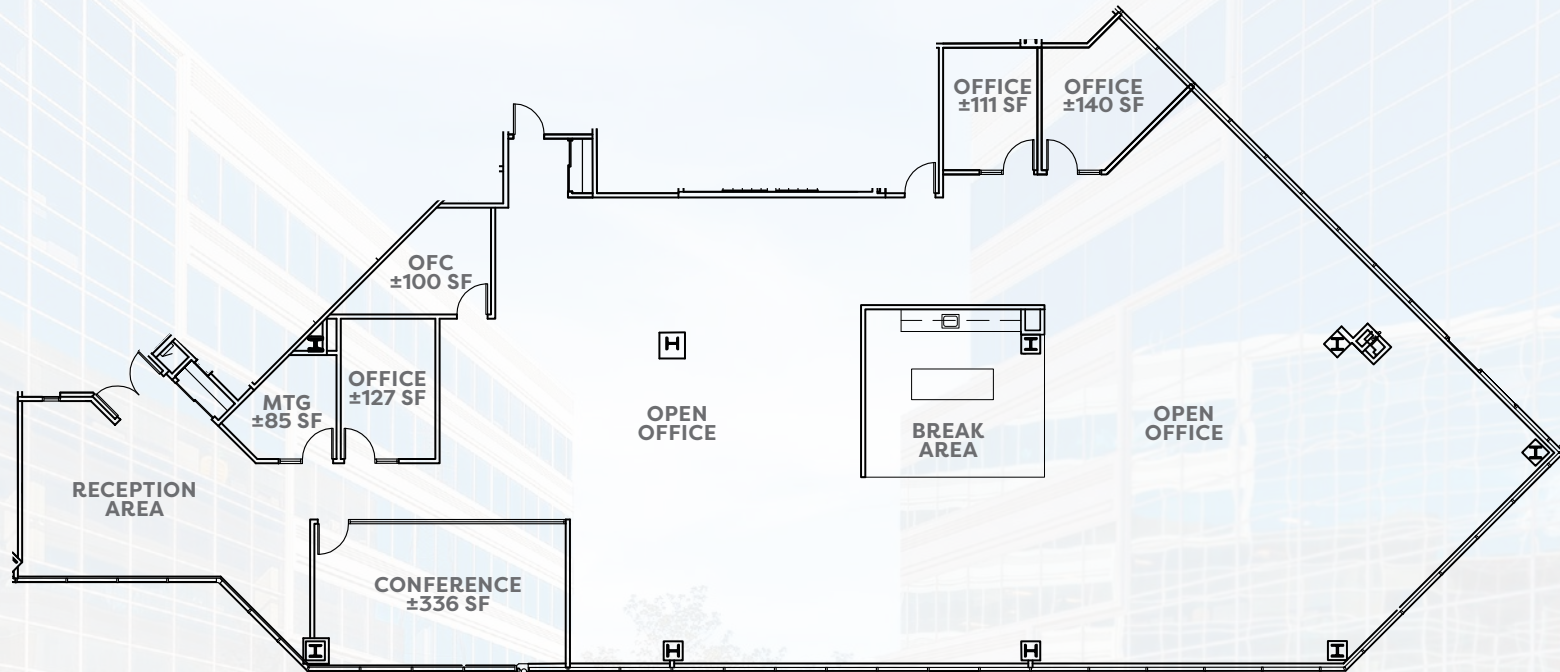 OFFICE
±111 SF
OFFICE
±140 SF
OFC
±100 SF
OFFICE
±127 SF
MTG
±85 SF
OPEN
OFFICE
BREAK
AREA
OPEN
OFFICE
RECEPTION
AREA
CONFERENCE
±336 SF